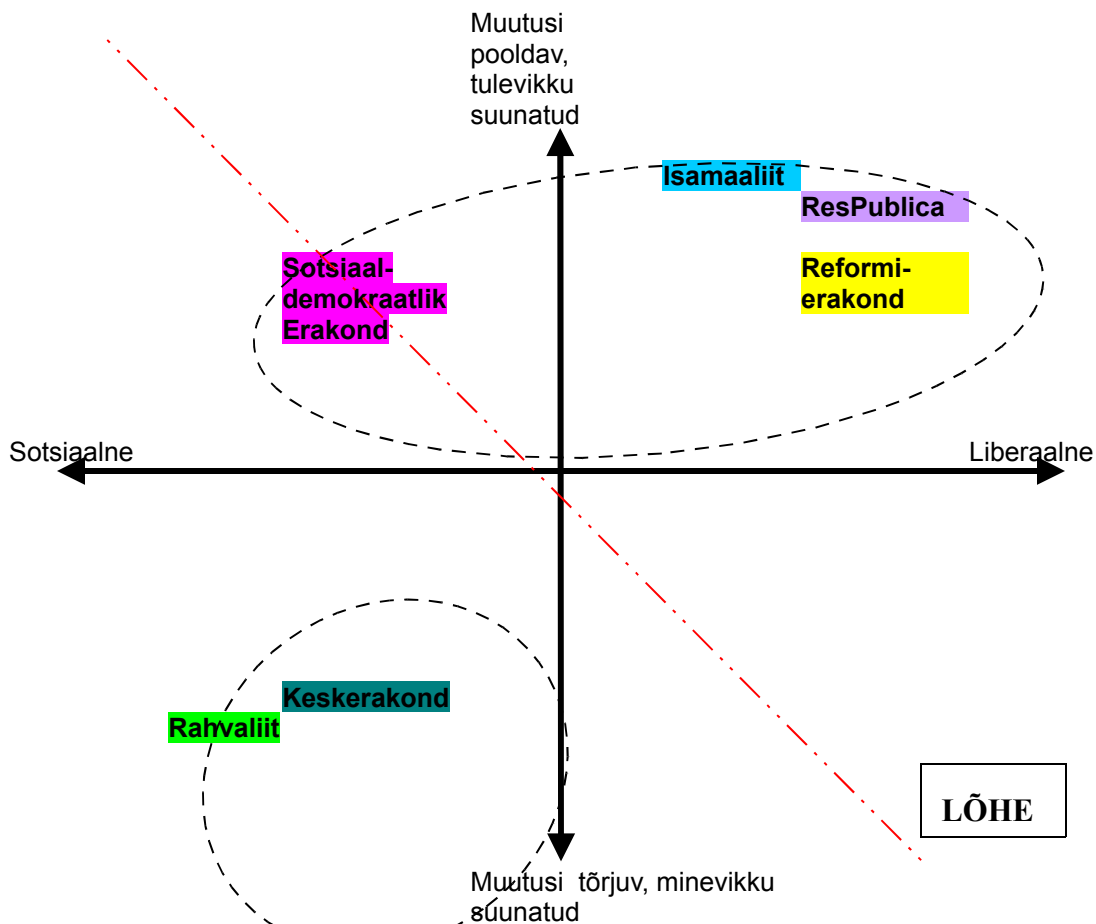 Muutusi
pooldav,
tulevikku
suunatud
Isamaaliit
ResPublica
Sotsiaal-
demokraatlik
Erakond
Reformi-
erakond
Sotsiaalne
Liberaalne
Keskerakond
Rahvaliit
LÕHE
Muutusi tõrjuv, minevikku
suunatud